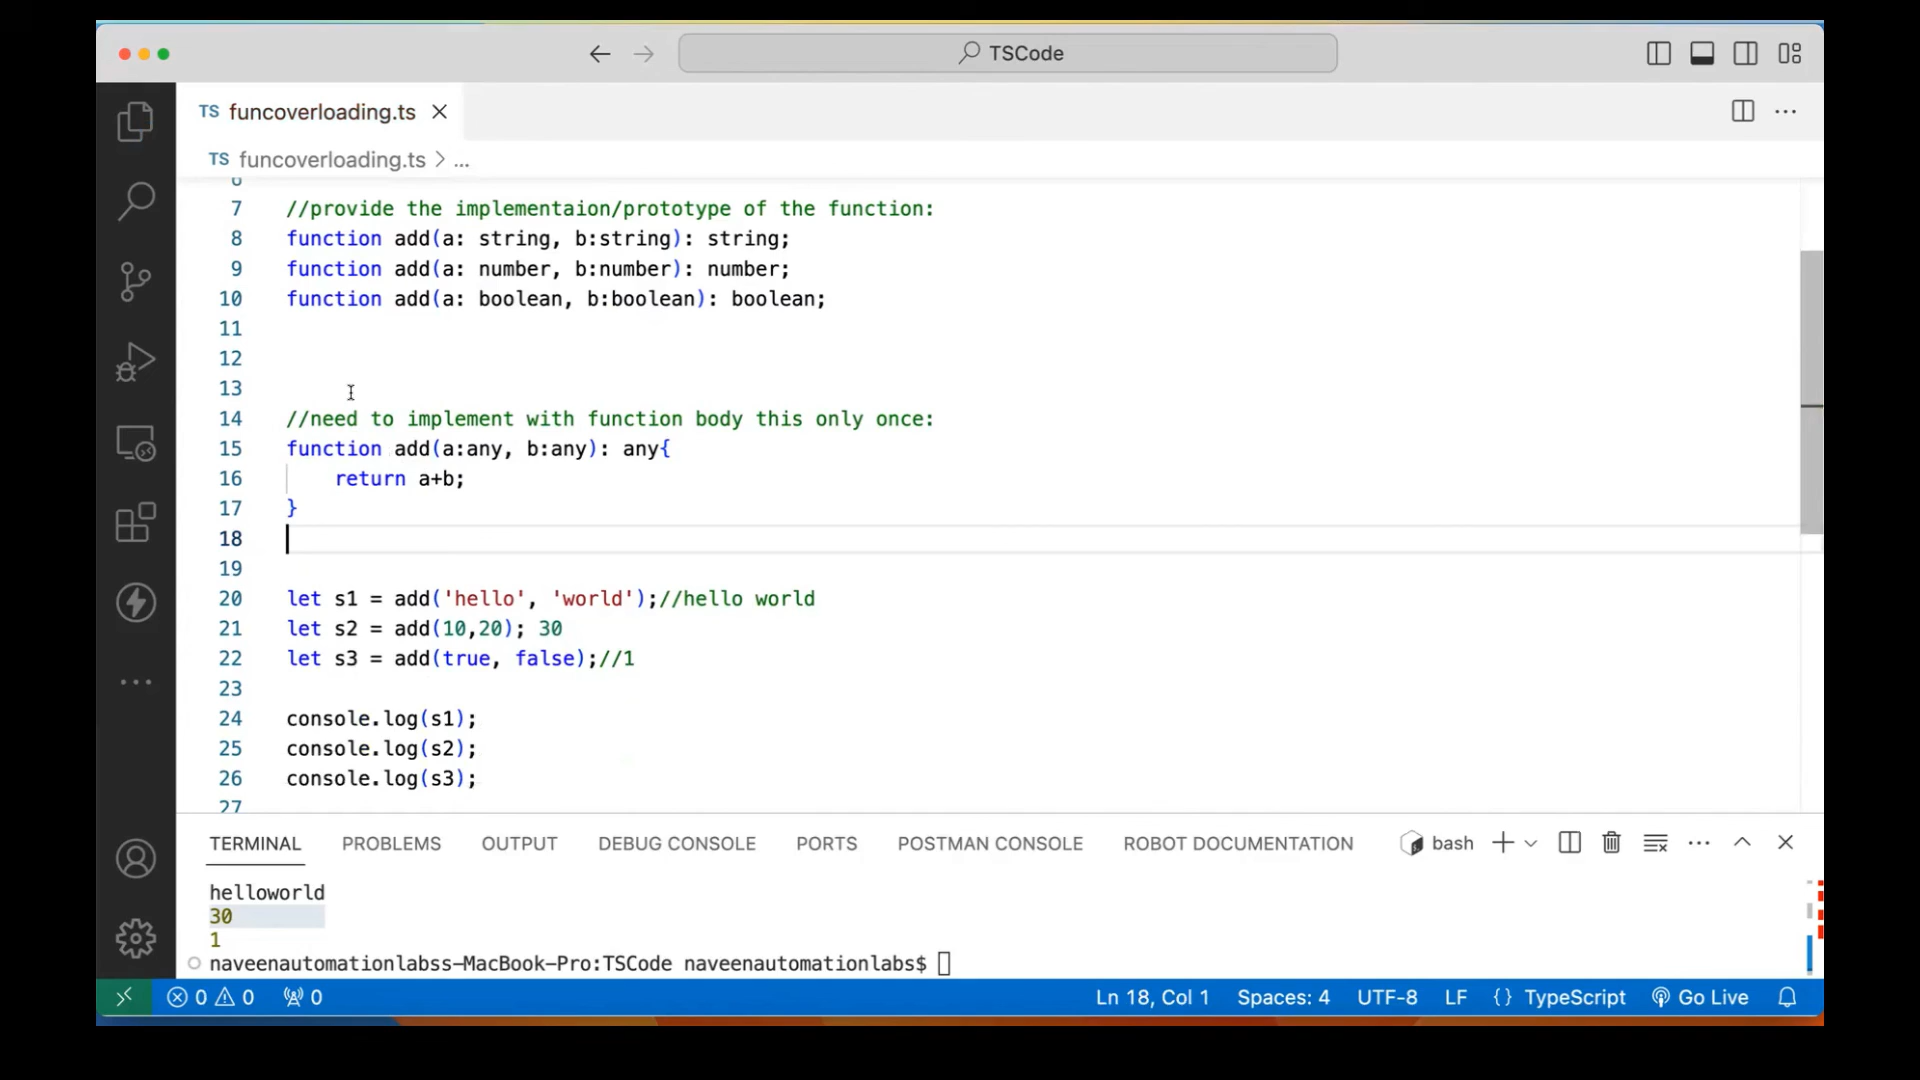 TSCode
TS funcoverloading.ts
TS funcoverloading.ts > ...
6
7 //provide the implementaion/prototype of the function:
8 function add(a: string, b:string): string;
9 function add(a: number, b:number): number;
10 function add(a: boolean, b:boolean): boolean;
11
12
13
14 //need to implement with function body this only once:
15 function add(a:any, b:any): any{
16 return a+b;
17 }
18
19
20 let s1 = add('hello', 'world');//hello world
21 let s2 = add(10,20); 30
22 let s3 = add(true, false);//1
23
24 console.log(s1);
25 console.log(s2);
26 console.log(s3);
27
TERMINAL PROBLEMS OUTPUT DEBUG CONSOLE PORTS POSTMAN CONSOLE ROBOT DOCUMENTATION bash
helloworld
30
1
naveenautomationlabss-MacBook-Pro:TSCode naveenautomationlabs$
0 0 0 Ln 18, Col 1 Spaces: 4 UTF-8 LF {} TypeScript Go Live